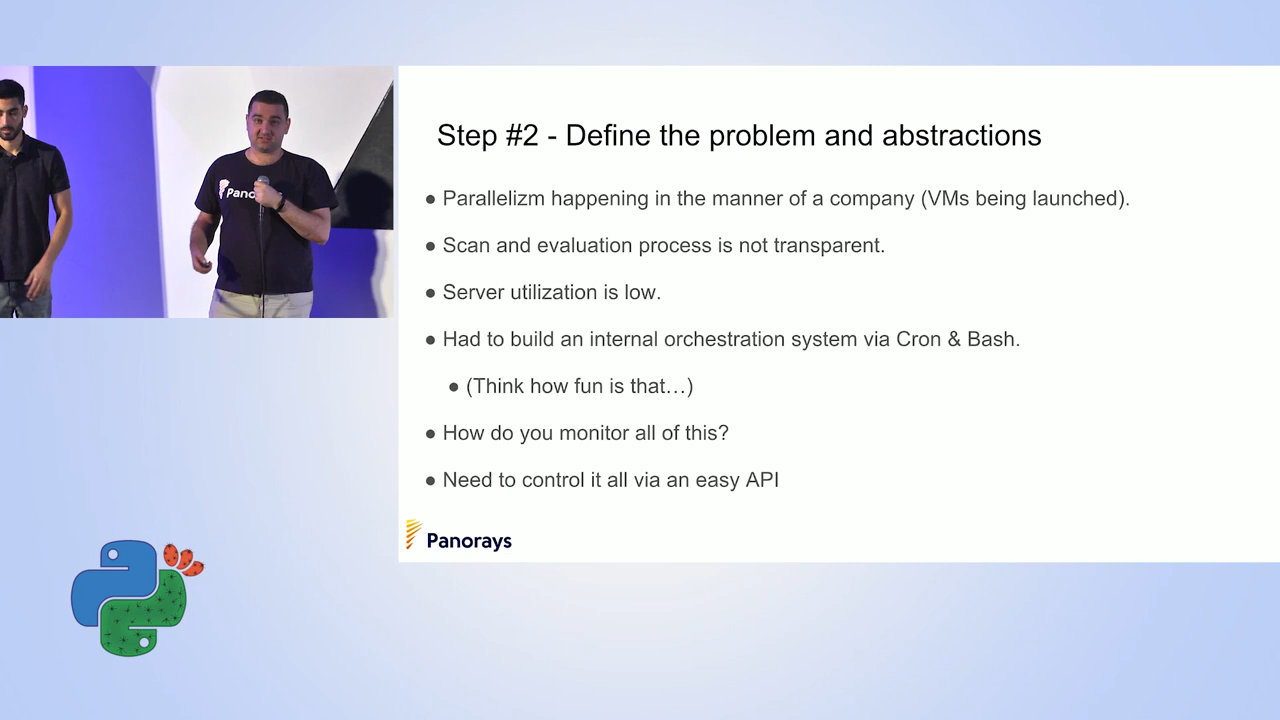 Step #2 - Define the problem and abstractions
● Parallelizm happening in the manner of a company (VMs being launched).
● Scan and evaluation process is not transparent.
● Server utilization is low.
● Had to build an internal orchestration system via Cron & Bash.
● (Think how fun is that…)
● How do you monitor all of this?
● Need to control it all via an easy API
Panorays
Pano